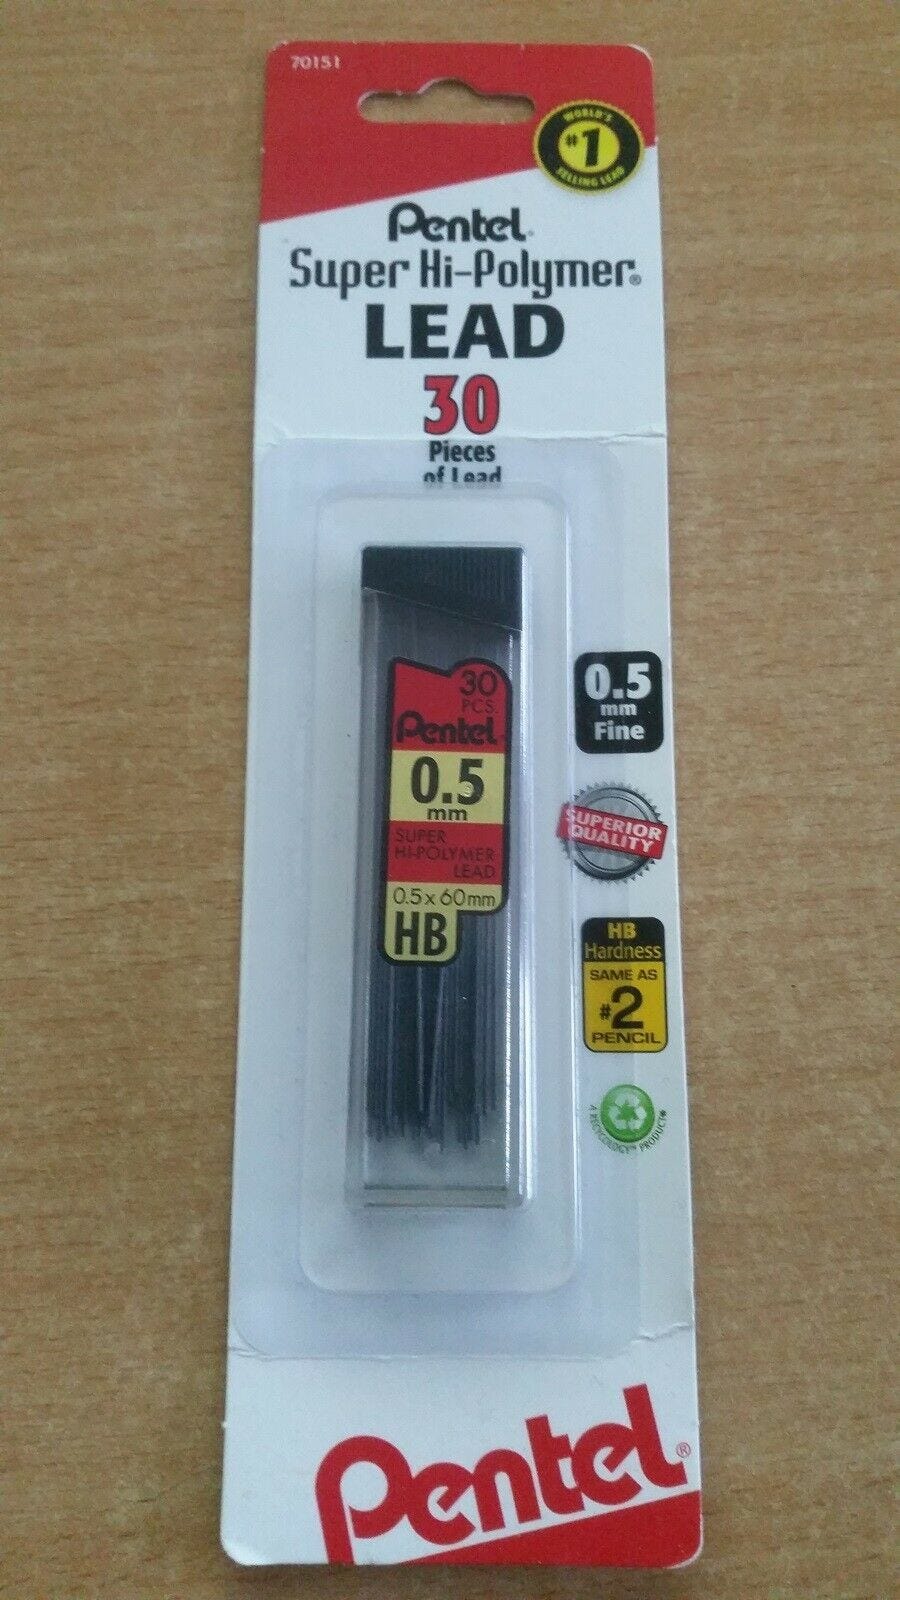 70151
WORLD'S
#1
SELLING LEAD
Pentel®
Super Hi-Polymer®
LEAD
30
Pieces
of Lead
30
PCS.
Pentel
0.5
mm
SUPER
HI-POLYMER
LEAD
0.5 x 60mm
HB
0.5
mm
Fine
SUPERIOR
QUALITY
HB
Hardness
SAME AS
#2
PENCIL
A RECYCOLOGY™ PRODUCT
Pentel®